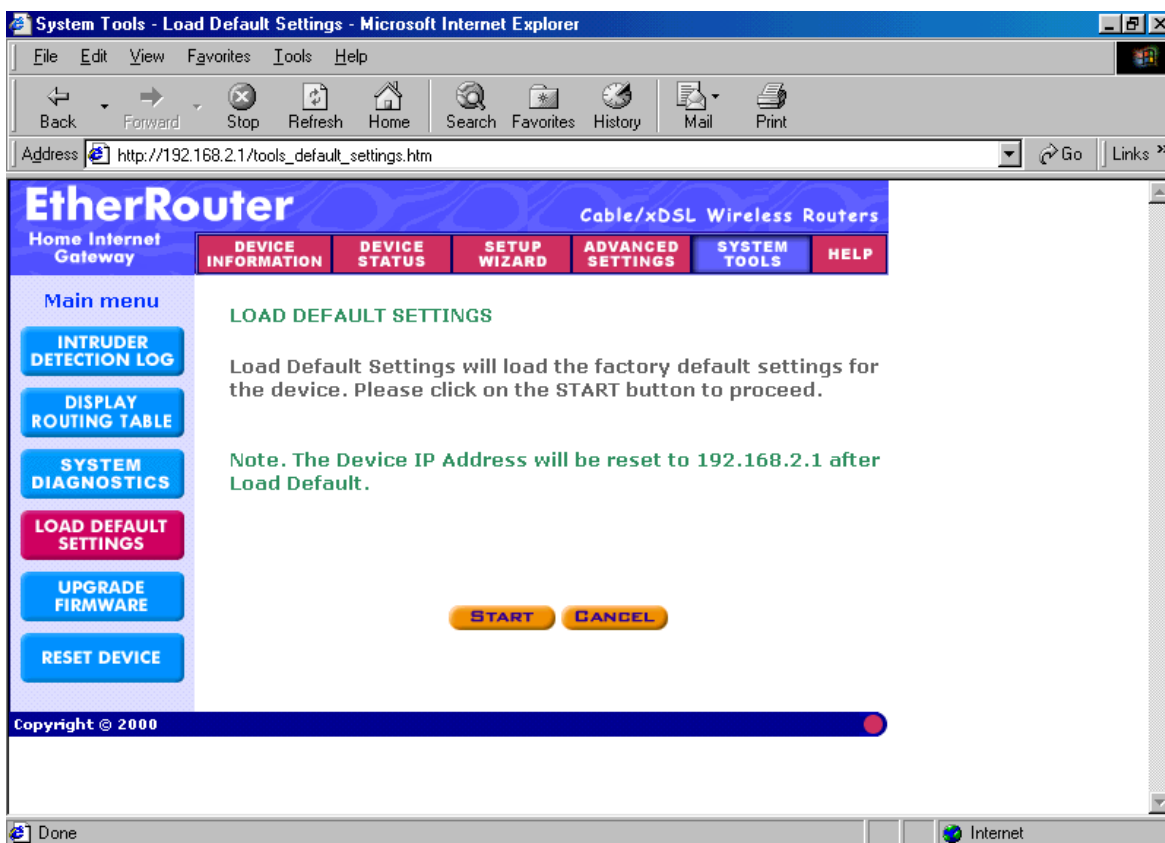 System Tools - Load Default Settings - Microsoft Internet Explorer
File Edit View Favorites Tools Help
Back Forward Stop Refresh Home Search Favorites History Mail Print
Address http://192.168.2.1/tools_default_settings.htm Go Links »
EtherRouter
Cable/xDSL Wireless Routers
Home Internet
Gateway
DEVICE
INFORMATION
DEVICE
STATUS
SETUP
WIZARD
ADVANCED
SETTINGS
SYSTEM
TOOLS
HELP
Main menu
INTRUDER
DETECTION LOG
DISPLAY
ROUTING TABLE
SYSTEM
DIAGNOSTICS
LOAD DEFAULT
SETTINGS
UPGRADE
FIRMWARE
RESET DEVICE
LOAD DEFAULT SETTINGS
Load Default Settings will load the factory default settings for
the device. Please click on the START button to proceed.
Note. The Device IP Address will be reset to 192.168.2.1 after
Load Default.
START CANCEL
Copyright © 2000
Done Internet